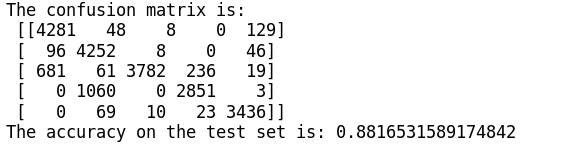 The confusion matrix is:
[[4281 48 8 0 129]
[ 96 4252 8 0 46]
[ 681 61 3782 236 19]
[ 0 1060 0 2851 3]
[ 0 69 10 23 3436]]
The accuracy on the test set is: 0.8816531589174842